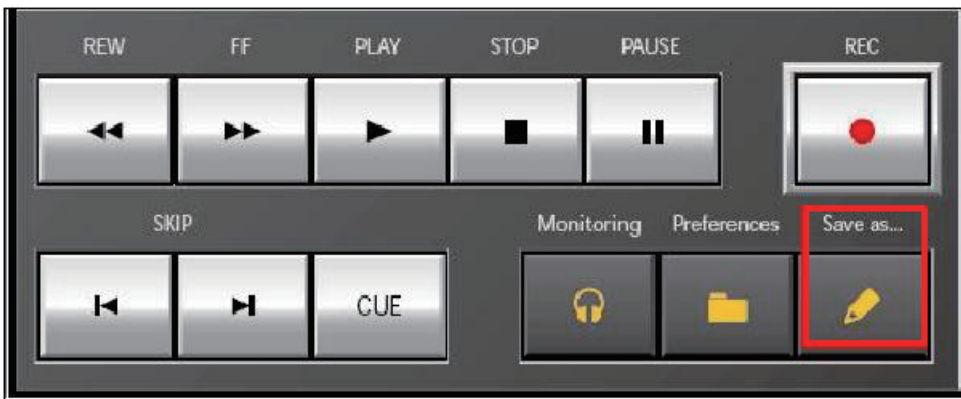 REW FF PLAY STOP PAUSE REC
SKIP Monitoring Preferences Save as...
CUE